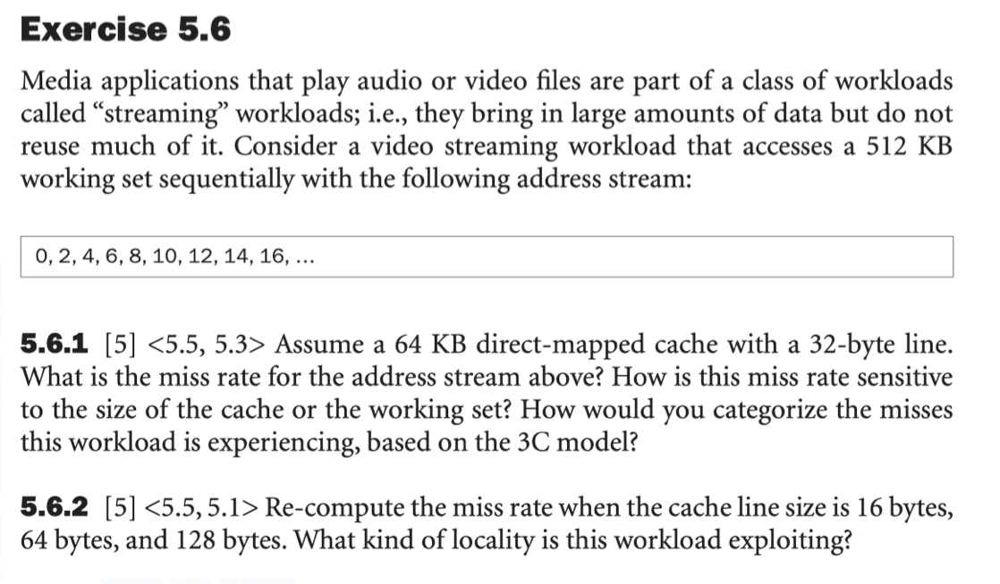 Exercise 5.6
Media applications that play audio or video files are part of a class of workloads
called “streaming” workloads; i.e., they bring in large amounts of data but do not
reuse much of it. Consider a video streaming workload that accesses a 512 KB
working set sequentially with the following address stream:
0, 2, 4, 6, 8, 10, 12, 14, 16, ...
5.6.1 [5] <5.5, 5.3> Assume a 64 KB direct-mapped cache with a 32-byte line.
What is the miss rate for the address stream above? How is this miss rate sensitive
to the size of the cache or the working set? How would you categorize the misses
this workload is experiencing, based on the 3C model?
5.6.2 [5] <5.5, 5.1> Re-compute the miss rate when the cache line size is 16 bytes,
64 bytes, and 128 bytes. What kind of locality is this workload exploiting?